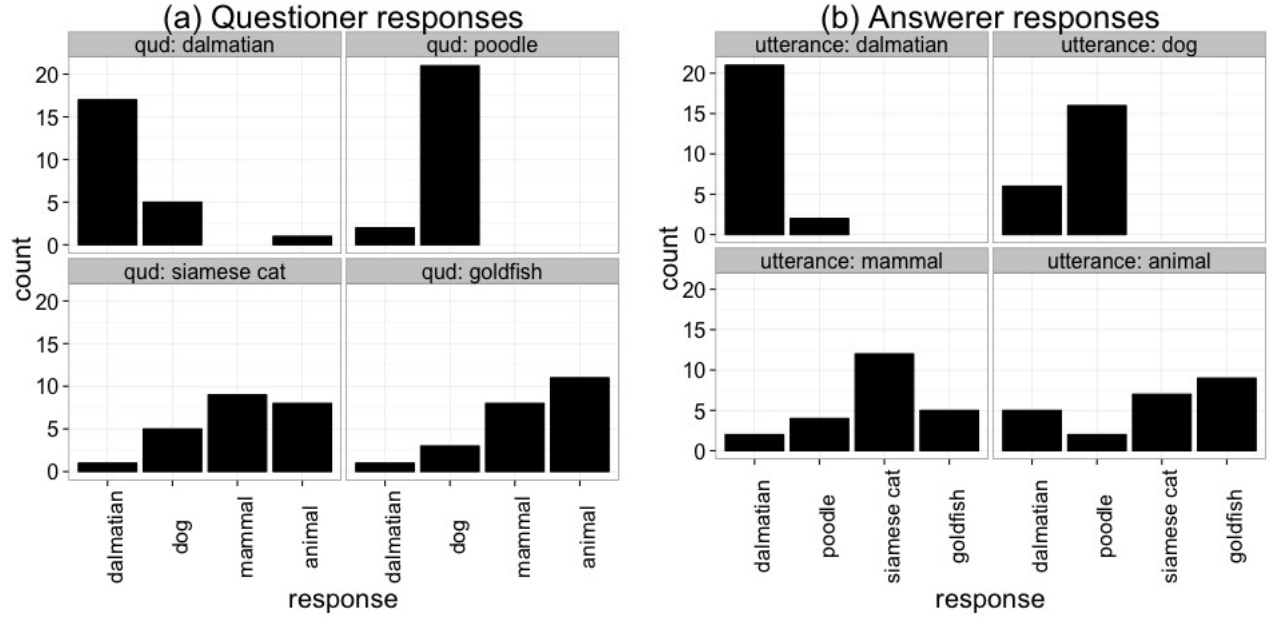 (a) Questioner responses
qud: dalmatian
qud: poodle
20
15
10
5
0
qud: siamese cat
qud: goldfish
20
15
10
5
0
count
dalmatian
dog
mammal
animal
dalmatian
dog
mammal
animal
response
(b) Answerer responses
utterance: dalmatian
utterance: dog
20
15
10
5
0
utterance: mammal
utterance: animal
20
15
10
5
0
count
dalmatian
poodle
siamese cat
goldfish
dalmatian
poodle
siamese cat
goldfish
response